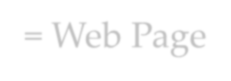 = Web Page